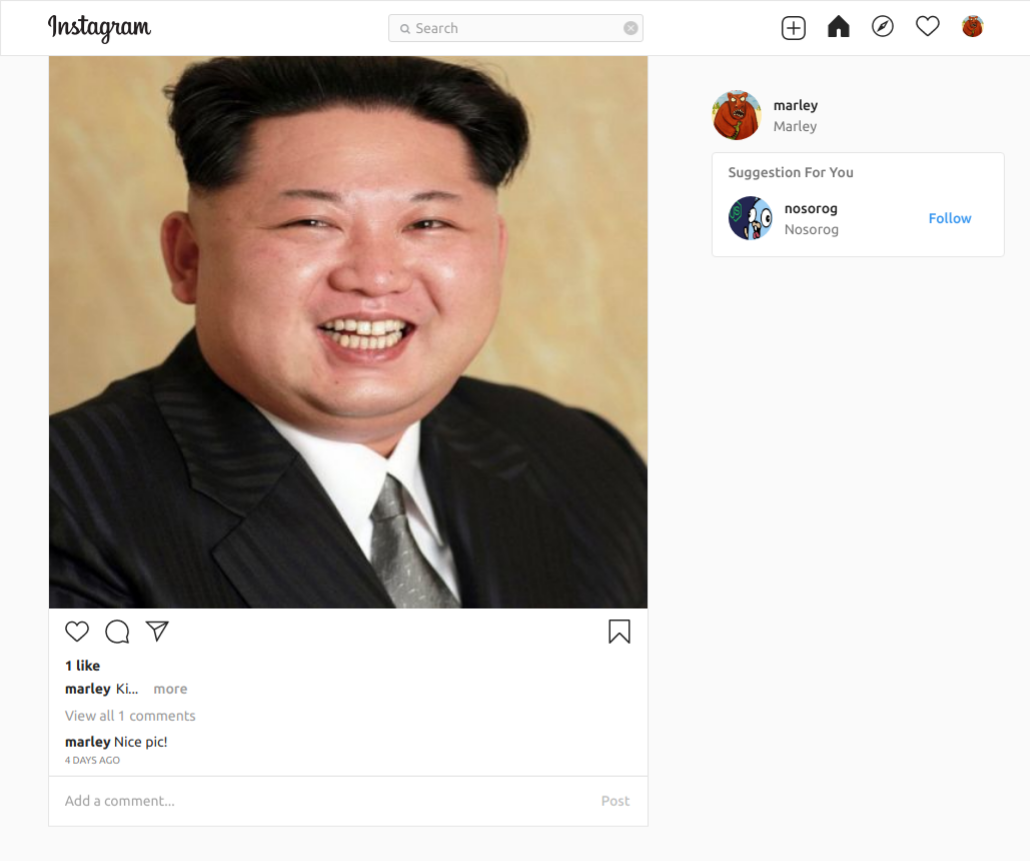 Instagram
Search
marley
Marley
Suggestion For You
nosorog
Nosorog
Follow
1 like
marley Ki... more
View all 1 comments
marley Nice pic!
4 DAYS AGO
Add a comment...
Post